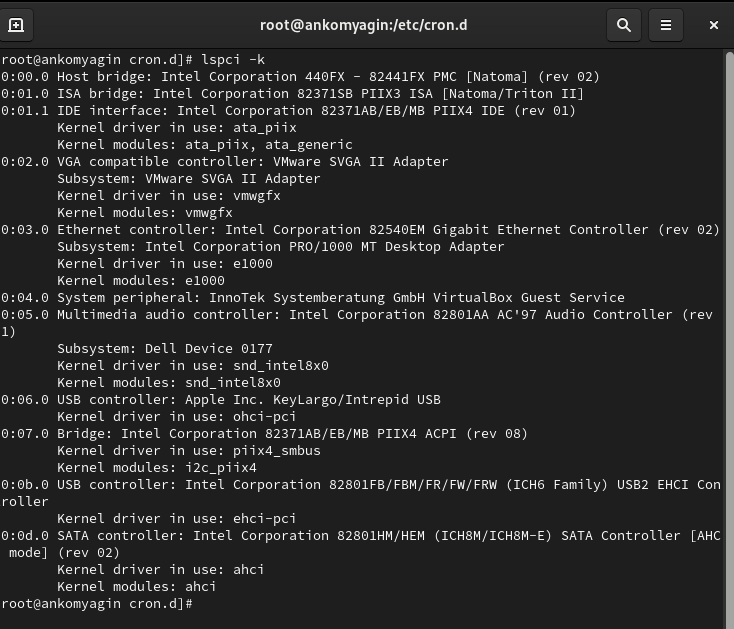 root@ankomyagin:/etc/cron.d
root@ankomyagin cron.d]# lspci -k
0:00.0 Host bridge: Intel Corporation 440FX - 82441FX PMC [Natoma] (rev 02)
0:01.0 ISA bridge: Intel Corporation 82371SB PIIX3 ISA [Natoma/Triton II]
0:01.1 IDE interface: Intel Corporation 82371AB/EB/MB PIIX4 IDE (rev 01)
Kernel driver in use: ata_piix
Kernel modules: ata_piix, ata_generic
0:02.0 VGA compatible controller: VMware SVGA II Adapter
Subsystem: VMware SVGA II Adapter
Kernel driver in use: vmwgfx
Kernel modules: vmwgfx
0:03.0 Ethernet controller: Intel Corporation 82540EM Gigabit Ethernet Controller (rev 02)
Subsystem: Intel Corporation PRO/1000 MT Desktop Adapter
Kernel driver in use: e1000
Kernel modules: e1000
0:04.0 System peripheral: InnoTek Systemberatung GmbH VirtualBox Guest Service
0:05.0 Multimedia audio controller: Intel Corporation 82801AA AC'97 Audio Controller (rev
1)
Subsystem: Dell Device 0177
Kernel driver in use: snd_intel8x0
Kernel modules: snd_intel8x0
0:06.0 USB controller: Apple Inc. KeyLargo/Intrepid USB
Kernel driver in use: ohci-pci
0:07.0 Bridge: Intel Corporation 82371AB/EB/MB PIIX4 ACPI (rev 08)
Kernel driver in use: piix4_smbus
Kernel modules: i2c_piix4
0:0b.0 USB controller: Intel Corporation 82801FB/FBM/FR/FW/FRW (ICH6 Family) USB2 EHCI Con
roller
Kernel driver in use: ehci-pci
0:0d.0 SATA controller: Intel Corporation 82801HM/HEM (ICH8M/ICH8M-E) SATA Controller [AHC
mode] (rev 02)
Kernel driver in use: ahci
Kernel modules: ahci
root@ankomyagin cron.d]#